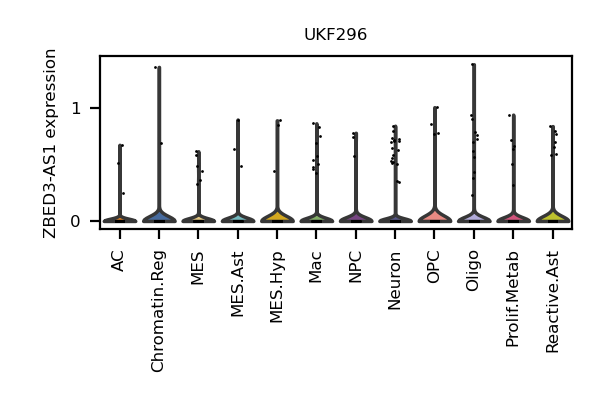 UKF296
ZBED3-AS1 expression
1
0
AC
Chromatin.Reg
MES
MES.Ast
MES.Hyp
Mac
NPC
Neuron
OPC
Oligo
Prolif.Metab
Reactive.Ast